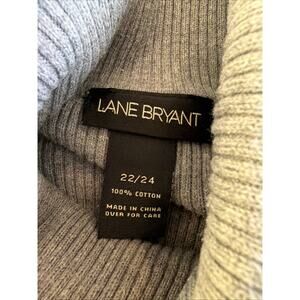 LANE BRYANT
22/24
100% COTTON
MADE IN CHINA
OVER FOR CARE